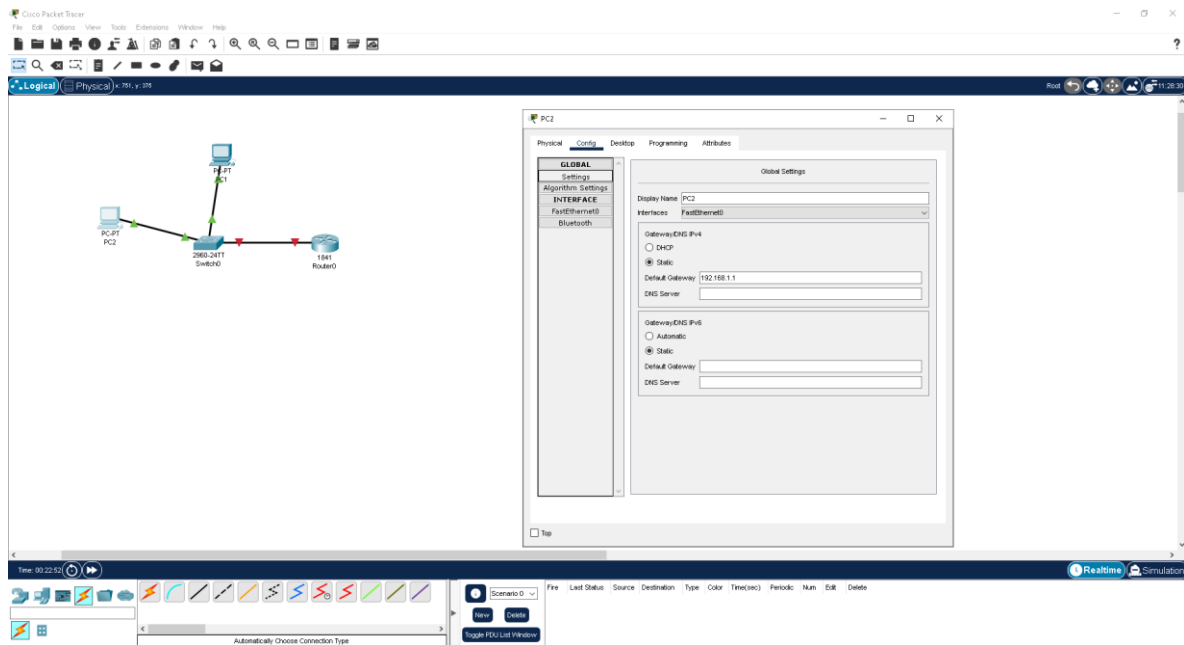 Cisco Packet Tracer
File Edit Options View Tools Extensions Window Help
?
Logical Physical x: 751, y: 376 Root 11:28:30
PC2
Physical Config Desktop Programming Attributes
GLOBAL
Settings
Algorithm Settings
INTERFACE
FastEthernet0
Bluetooth
Global Settings
Display Name PC2
Interfaces FastEthernet0
Gateway/DNS IPv4
DHCP
Static
Default Gateway 192.168.1.1
DNS Server
Gateway/DNS IPv6
Automatic
Static
Default Gateway
DNS Server
Top
PC-PT
PC1
PC-PT
PC2
2960-24TT
Switch0
1841
Router0
Time: 00:22:52 Realtime Simulation
Scenario 0
New Delete
Toggle PDU List Window
Fire Last Status Source Destination Type Color Time(sec) Periodic Num Edit Delete
Automatically Choose Connection Type